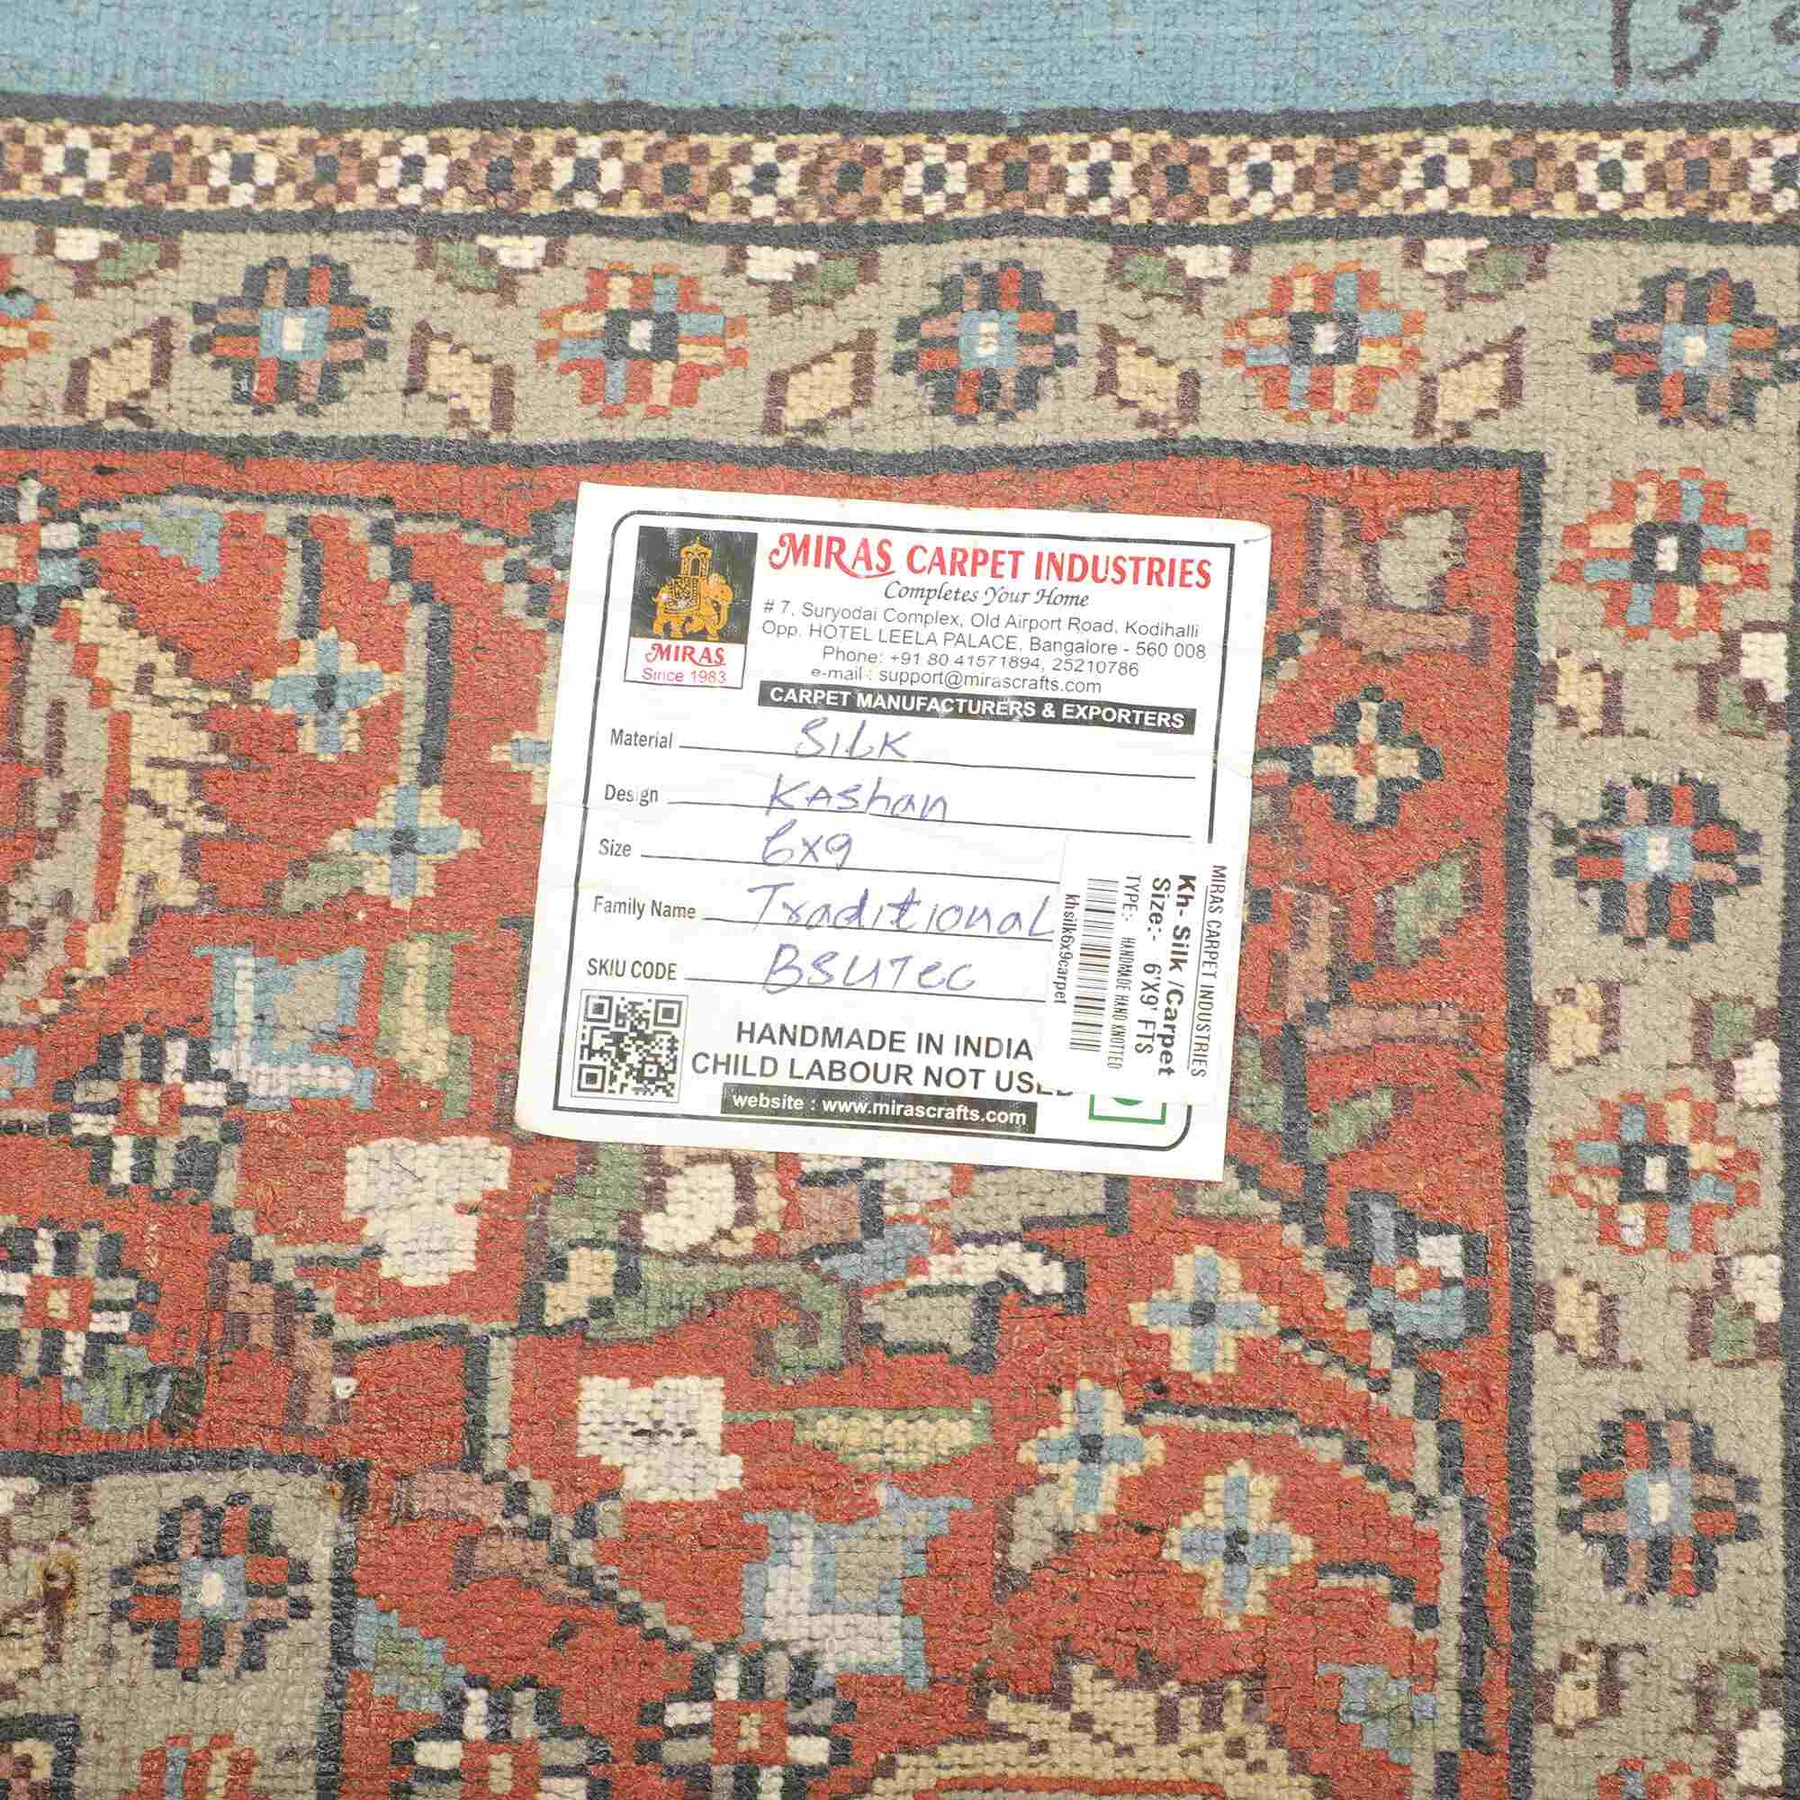 139
MIRAS CARPET INDUSTRIES
Completes Your Home
# 7, Suryodai Complex, Old Airport Road, Kodihalli
Opp. HOTEL LEELA PALACE, Bangalore - 560 008
Phone: +91 80 41571894, 25210786
e-mail : support@mirascrafts.com
MIRAS
Since 1983
CARPET MANUFACTURERS & EXPORTERS
Material SILK
Design KAShan
Size 6x9
Family Name Traditional
SKIU CODE BSUTEC
HANDMADE IN INDIA
CHILD LABOUR NOT USED
website : www.mirascrafts.com
MIRAS CARPET INDUSTRIES
Kh- Silk /Carpet
Size:- 6'X9' FTS
TYPE:- HANDMADE HAND KNOTTED
khsilk6x9carpet